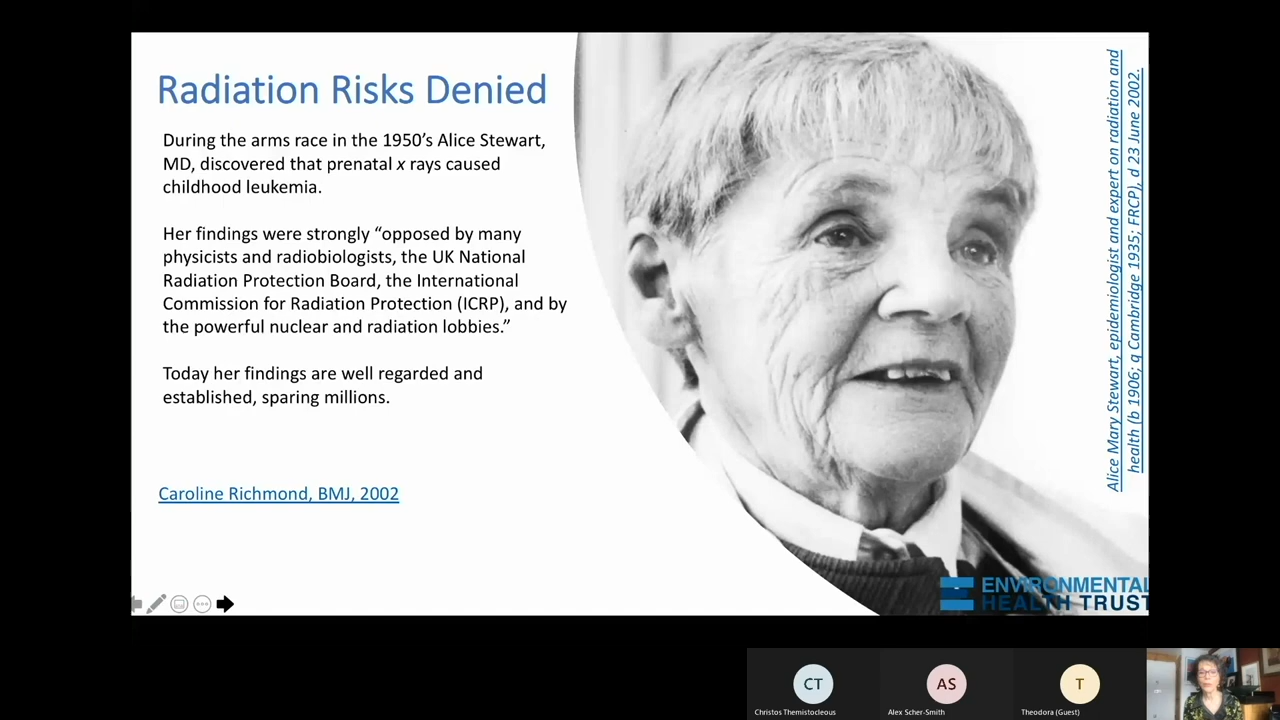 Radiation Risks Denied
During the arms race in the 1950's Alice Stewart,
MD, discovered that prenatal x rays caused
childhood leukemia.
Her findings were strongly “opposed by many
physicists and radiobiologists, the UK National
Radiation Protection Board, the International
Commission for Radiation Protection (ICRP), and by
the powerful nuclear and radiation lobbies.”
Today her findings are well regarded and
established, sparing millions.
Caroline Richmond, BMJ, 2002
Alice Mary Stewart, epidemiologist and expert on radiation and
health (b 1906; q Cambridge 1935; FRCP), d 23 June 2002.
ENVIRONMENTAL
HEALTH TRUST
CT
Christos Themistocleous
AS
Alex Scher-Smith
T
Theodora (Guest)